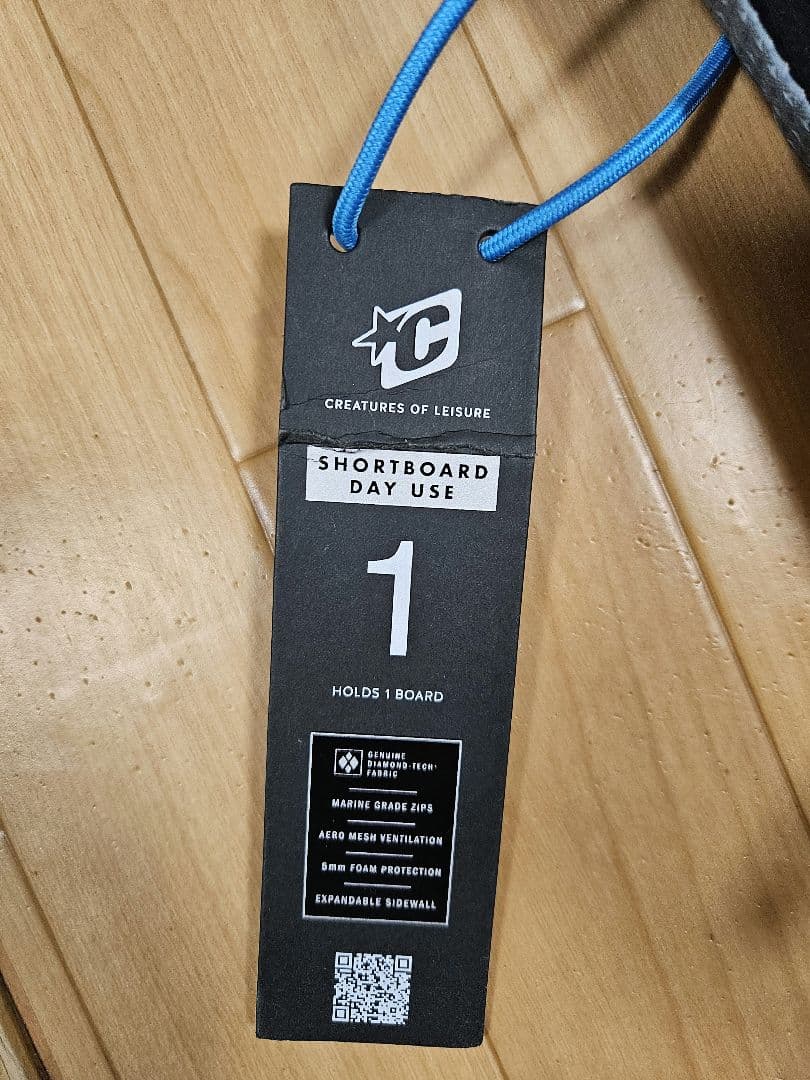 C
CREATURES OF LEISURE
SHORTBOARD
DAY USE
1
HOLDS 1 BOARD
GENUINE
DIAMOND-TECH
FABRIC
MARINE GRADE ZIPS
AERO MESH VENTILATION
5mm FOAM PROTECTION
EXPANDABLE SIDEWALL